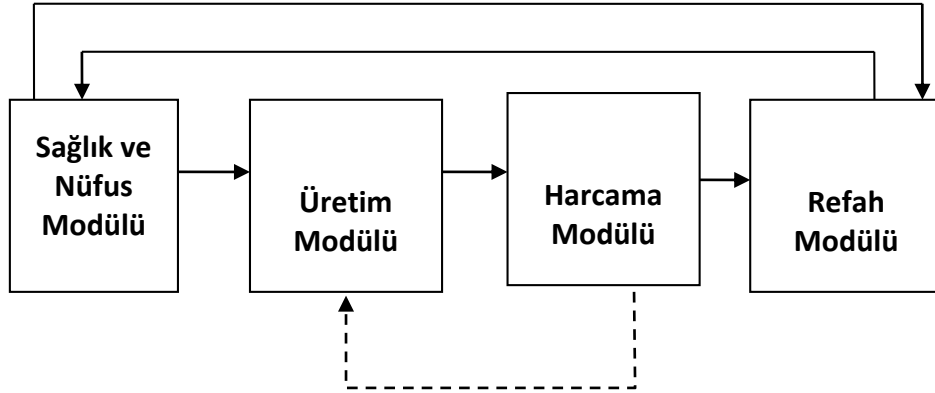 Sağlık ve
Nüfus
Modülü
Üretim
Modülü
Harcama
Modülü
Refah
Modülü